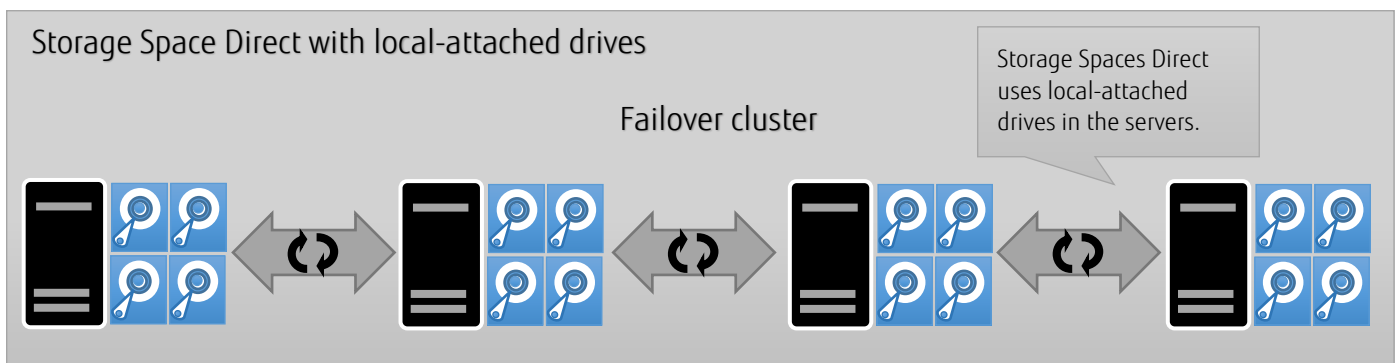 Storage Space Direct with local-attached drives
Failover cluster
Storage Spaces Direct
uses local-attached
drives in the servers.